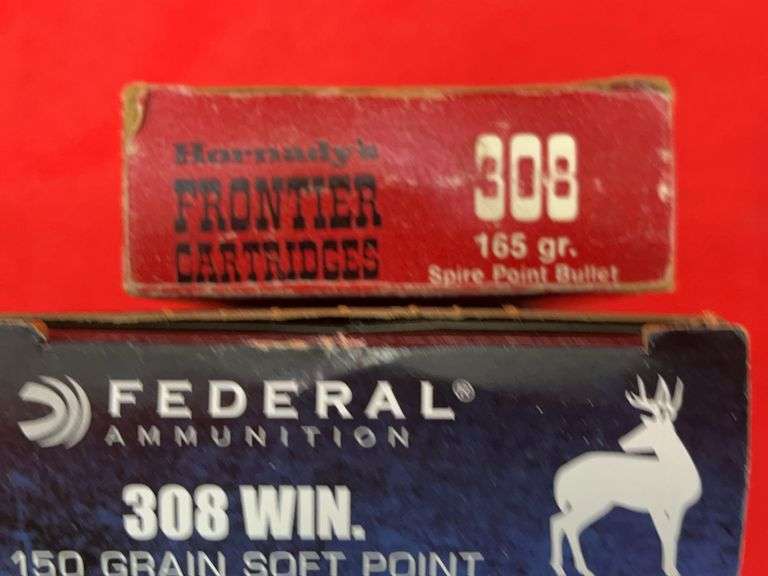 Hornady's
FRONTIER
CARTRIDGES
308
165 gr.
Spire Point Bullet
FEDERAL®
AMMUNITION
308 WIN.
150 GRAIN SOFT POINT